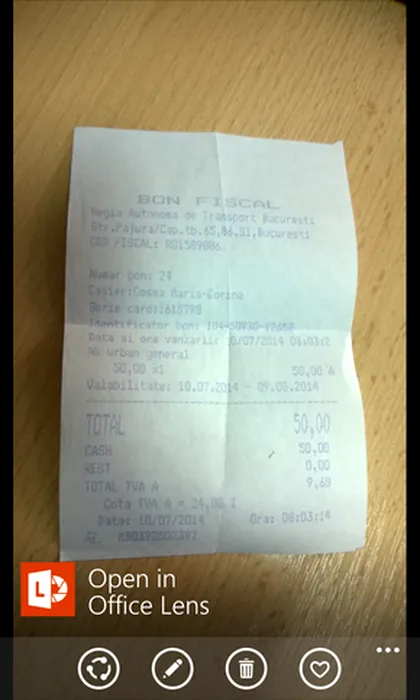 BON FISCAL
Regia Autonoma de Transport Bucuresti
Str.Pajura/Cap.tb.65,86,S1,Bucuresti
COD FISCAL: RO1589886
Numar bon: 24
Casier:Cosma Maria-Corina
Serie card:1615798
Identificator bon:
Data si ora vanzarii: 10/07/2014 08:03:2
Ab urban general
50,00 x1 50,00 A
Valabilitate: 10.07.2014 - 09.08.2014
TOTAL 50,00
CASH 50,00
REST 0,00
TOTAL TVA A 9,68
Cota TVA A = 24,00 %
Data: 10/07/2014 Ora: 08:03:14
MB0392502397
Open in
Office Lens